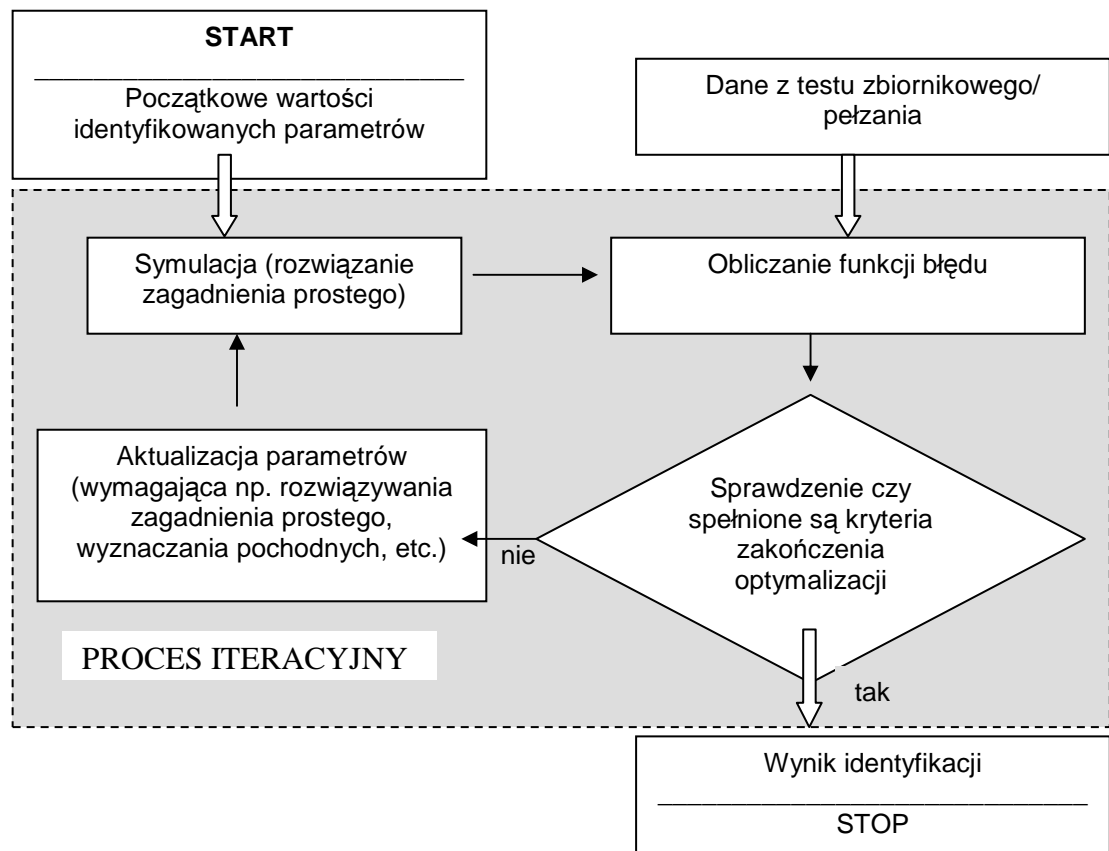 START
Początkowe wartości
identyfikowanych parametrów
Dane z testu zbiornikowego/
pełzania
Symulacja (rozwiązanie
zagadnienia prostego)
Obliczanie funkcji błędu
Aktualizacja parametrów
(wymagająca np. rozwiązywania
zagadnienia prostego,
wyznaczania pochodnych, etc.)
nie
Sprawdzenie czy
spełnione są kryteria
zakończenia
optymalizacji
PROCES ITERACYJNY
tak
Wynik identyfikacji
STOP